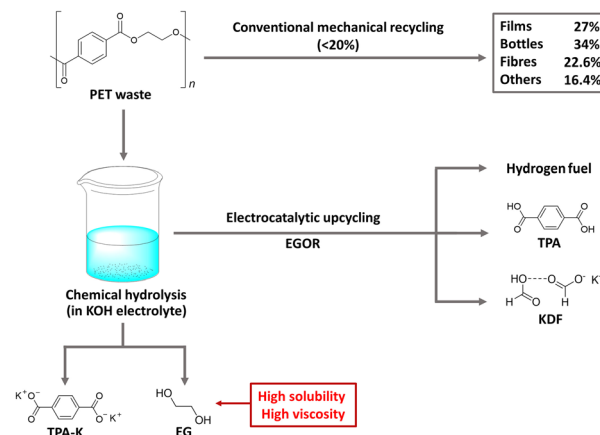 Conventional mechanical recycling
(<20%)
Films 27%
Bottles 34%
Fibres 22.6%
Others 16.4%
O
O
O
O
n
PET waste
Electrocatalytic upcycling
EGOR
Hydrogen fuel
HO
O
O
OH
TPA
HO
O
O
O⁻ K⁺
H
O
H
KDF
Chemical hydrolysis
(in KOH electrolyte)
K⁺ O⁻
O
O
O⁻ K⁺
TPA-K
HO
OH
EG
High solubility
High viscosity